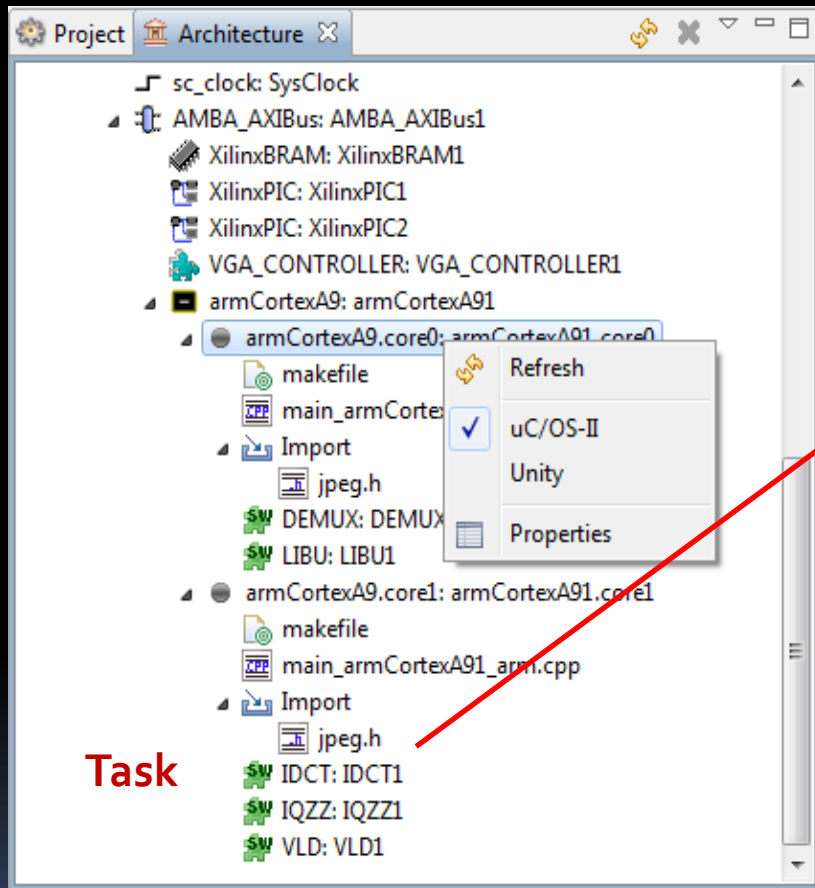 Project Architecture
sc_clock: SysClock
AMBA_AXIBus: AMBA_AXIBus1
XilinxBRAM: XilinxBRAM1
XilinxPIC: XilinxPIC1
XilinxPIC: XilinxPIC2
VGA_CONTROLLER: VGA_CONTROLLER1
armCortexA9: armCortexA91
armCortexA9.core0: armCortexA91.core0
makefile
Refresh
main_armCortex
uC/OS-II
Import
Unity
jpeg.h
DEMUX: DEMUX
Properties
LIBU: LIBU1
armCortexA9.core1: armCortexA91.core1
makefile
main_armCortexA91_arm.cpp
Import
jpeg.h
Task
IDCT: IDCT1
IQZZ: IQZZ1
VLD: VLD1